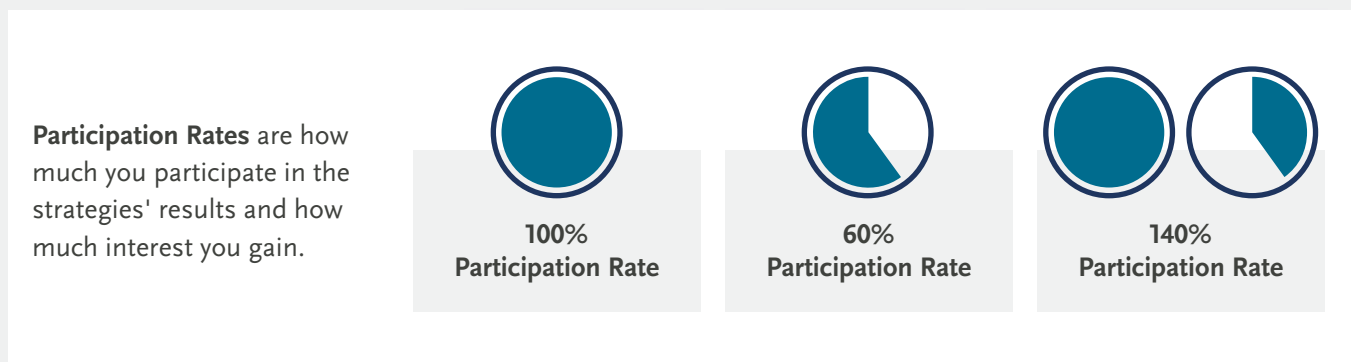 Participation Rates are how
much you participate in the
strategies' results and how
much interest you gain.
100%
Participation Rate
60%
Participation Rate
140%
Participation Rate